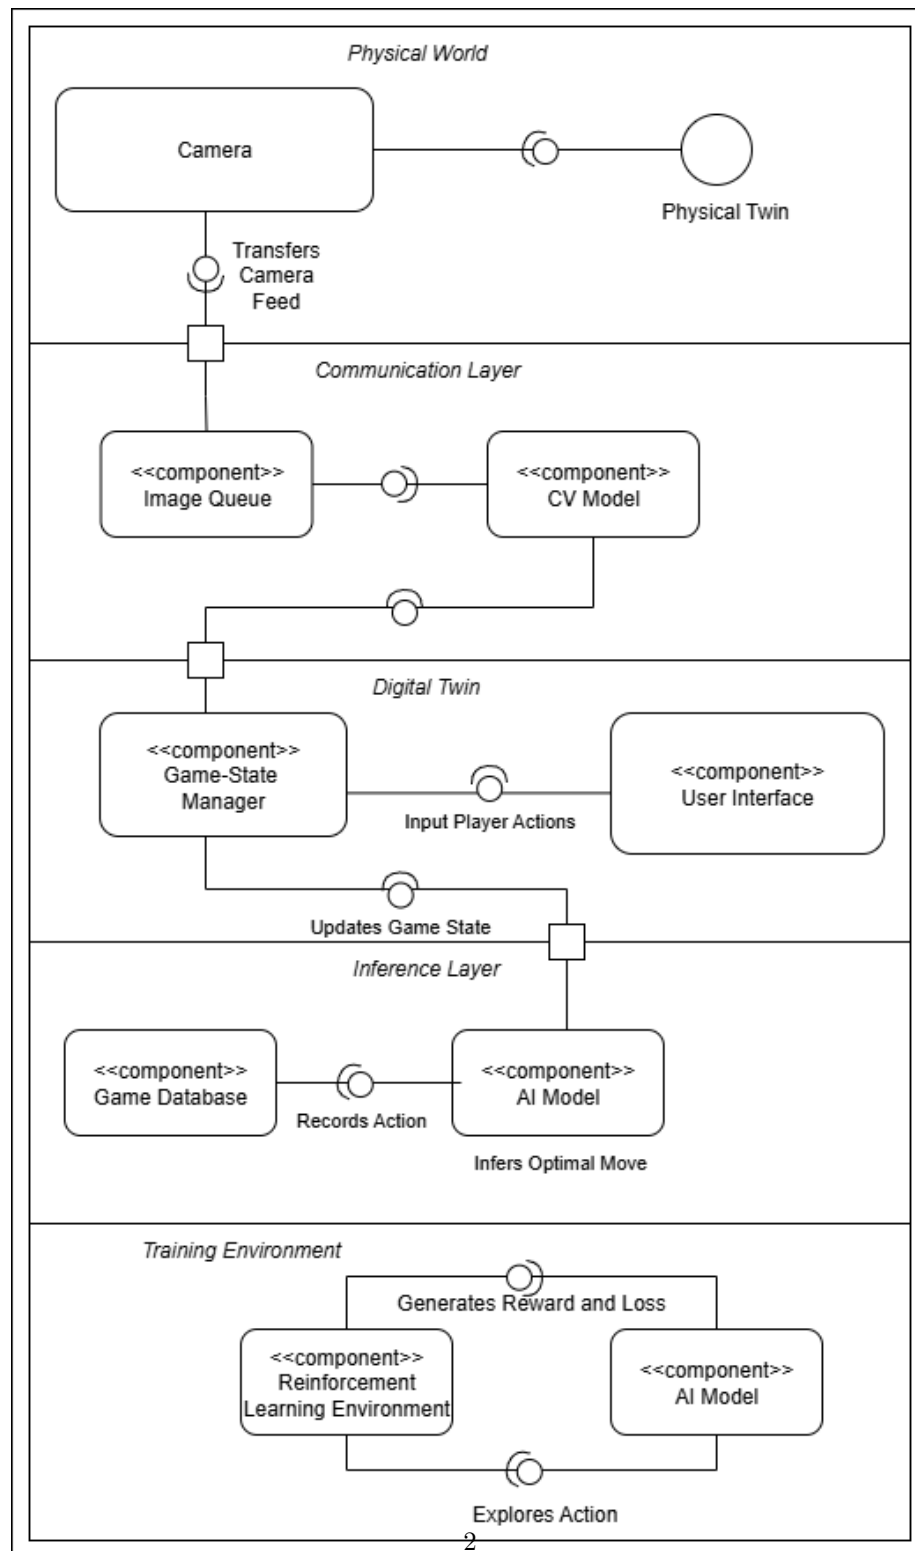 Physical World
Camera
Physical Twin
Transfers
Camera
Feed
Communication Layer
<<component>>
Image Queue
<<component>>
CV Model
Digital Twin
<<component>>
Game-State
Manager
Input Player Actions
<<component>>
User Interface
Updates Game State
Inference Layer
<<component>>
Game Database
Records Action
<<component>>
AI Model
Infers Optimal Move
Training Environment
Generates Reward and Loss
<<component>>
Reinforcement
Learning Environment
<<component>>
AI Model
Explores Action
2